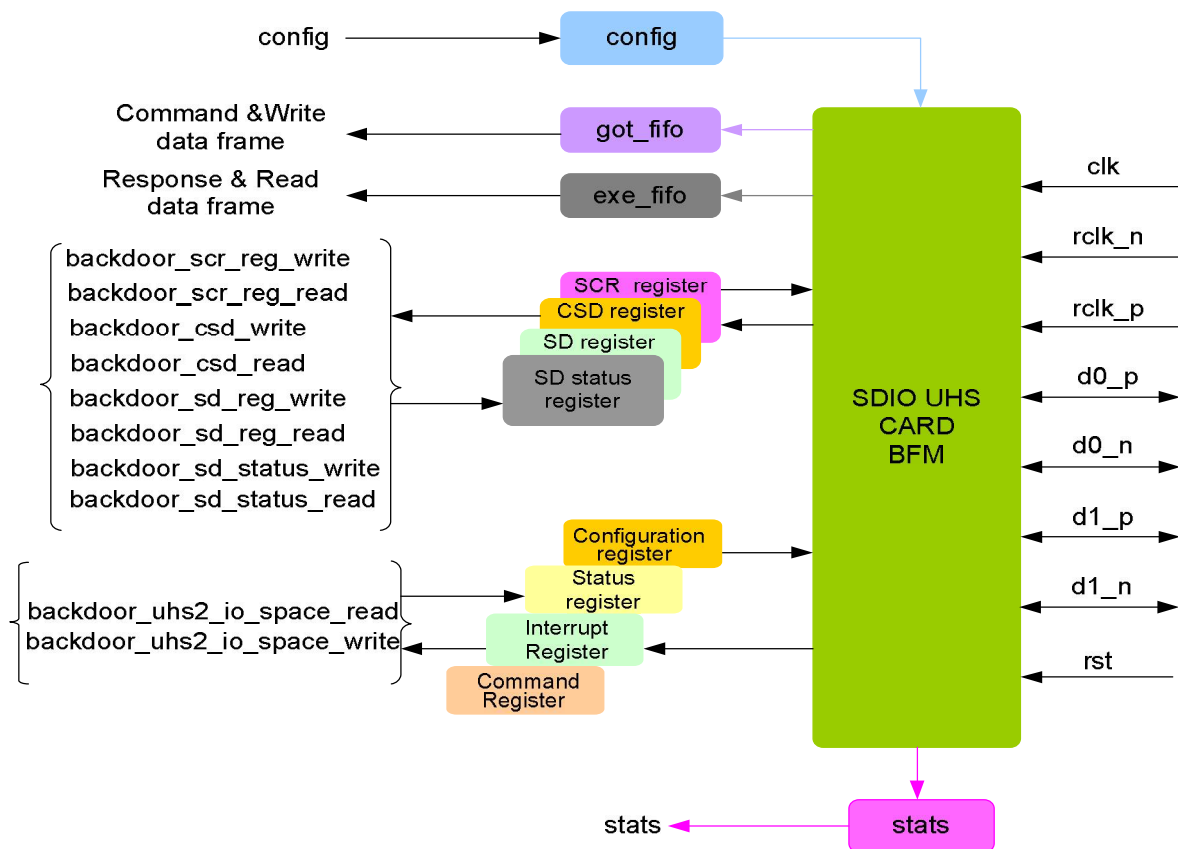 config
config
Command &Write
data frame
got_fifo
Response & Read
data frame
exe_fifo
backdoor_scr_reg_write
backdoor_scr_reg_read
backdoor_csd_write
backdoor_csd_read
backdoor_sd_reg_write
backdoor_sd_reg_read
backdoor_sd_status_write
backdoor_sd_status_read
SCR register
CSD register
SD register
SD status
register
backdoor_uhs2_io_space_read
backdoor_uhs2_io_space_write
Configuration
register
Status
register
Interrupt
Register
Command
Register
SDIO UHS
CARD
BFM
clk
rclk_n
rclk_p
d0_p
d0_n
d1_p
d1_n
rst
stats
stats